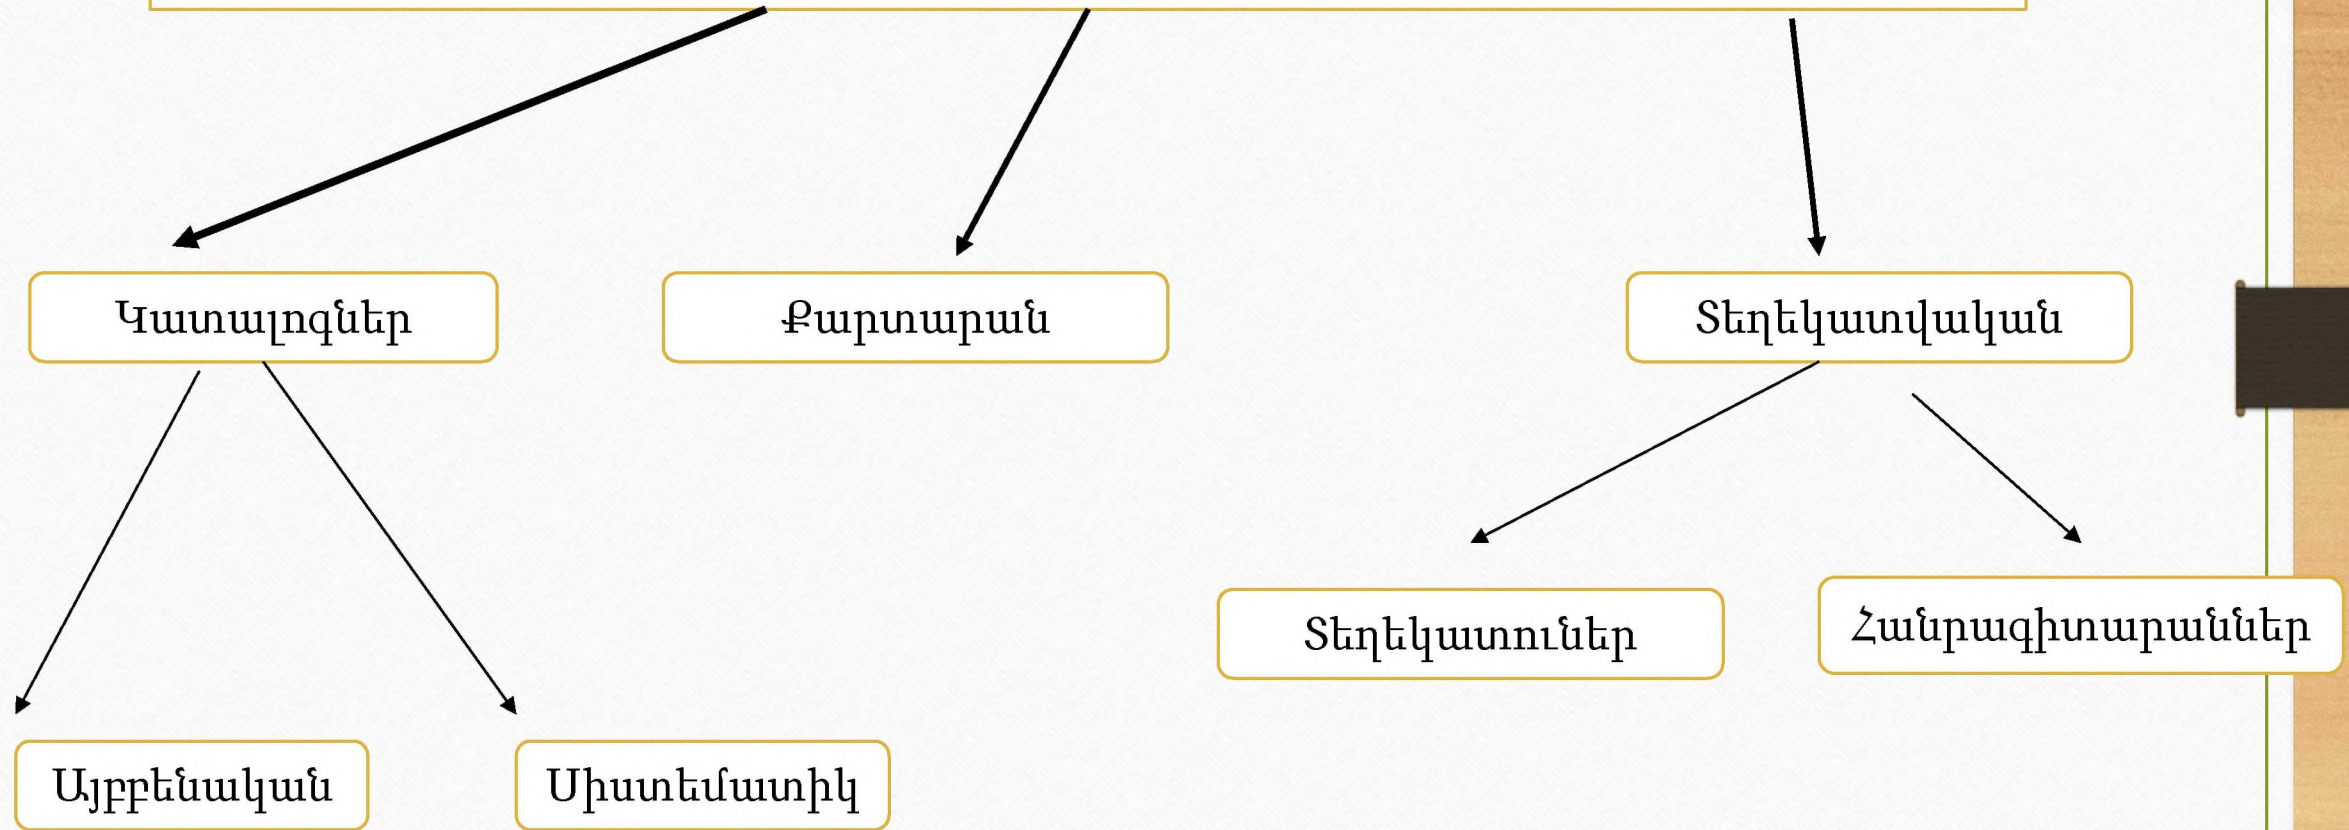 Կատալոգներ
Քարտարան
Տեղեկատվական
Տեղեկատուներ
Հանրագիտարաններ
Այբբենական
Սիստեմատիկ